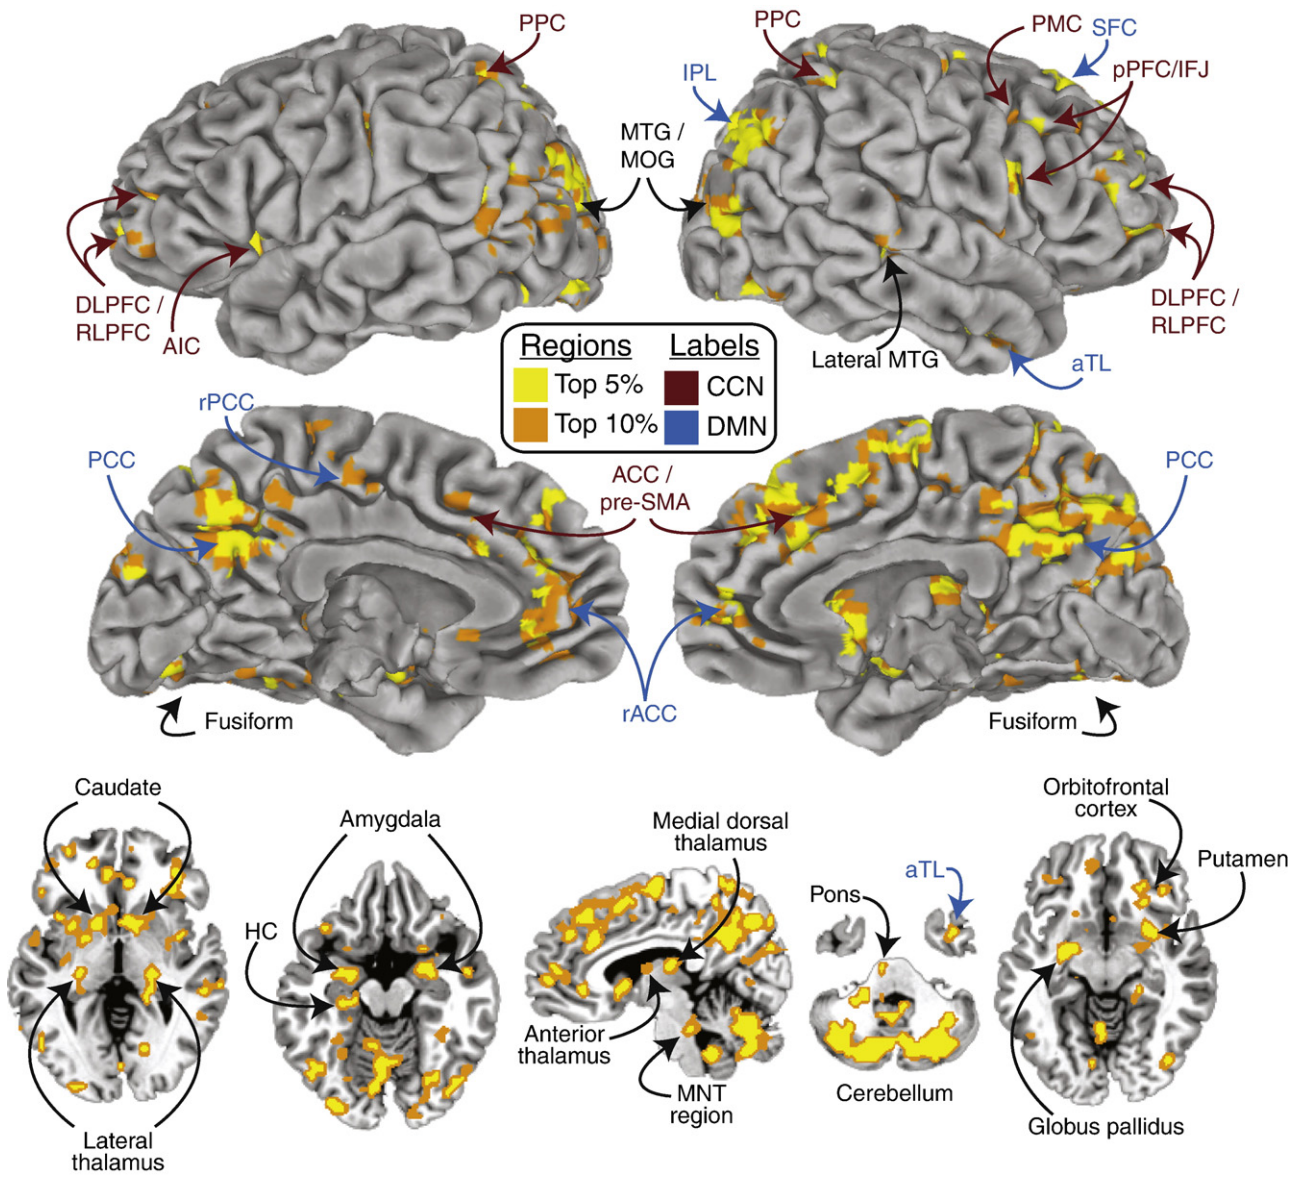 PPC
PPC
PMC
SFC
IPL
pPFC/IFJ
MTG /
MOG
DLPFC /
RLPFC
AIC
Lateral MTG
aTL
DLPFC /
RLPFC
Regions
Labels
Top 5%
CCN
Top 10%
DMN
rPCC
PCC
ACC /
pre-SMA
PCC
rACC
Fusiform
Fusiform
Caudate
Amygdala
HC
Lateral
thalamus
Medial dorsal
thalamus
Anterior
thalamus
MNT
region
Pons
aTL
Cerebellum
Orbitofrontal
cortex
Putamen
Globus pallidus